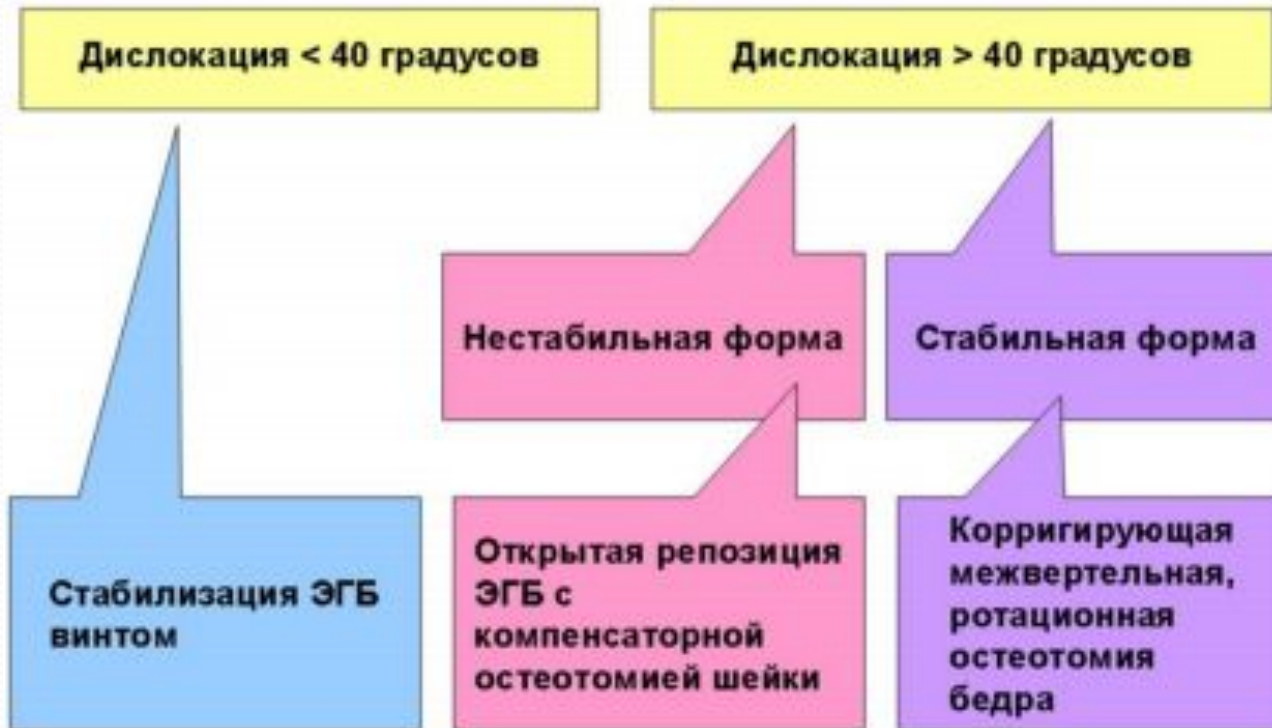 Дислокация < 40 градусов
Дислокация > 40 градусов
Нестабильная форма
Стабильная форма
Стабилизация ЭГБ
винтом
Открытая репозиция
ЭГБ с
компенсаторной
остеотомией шейки
Корригирующая
межвертельная,
ротационная
остеотомия
бедра